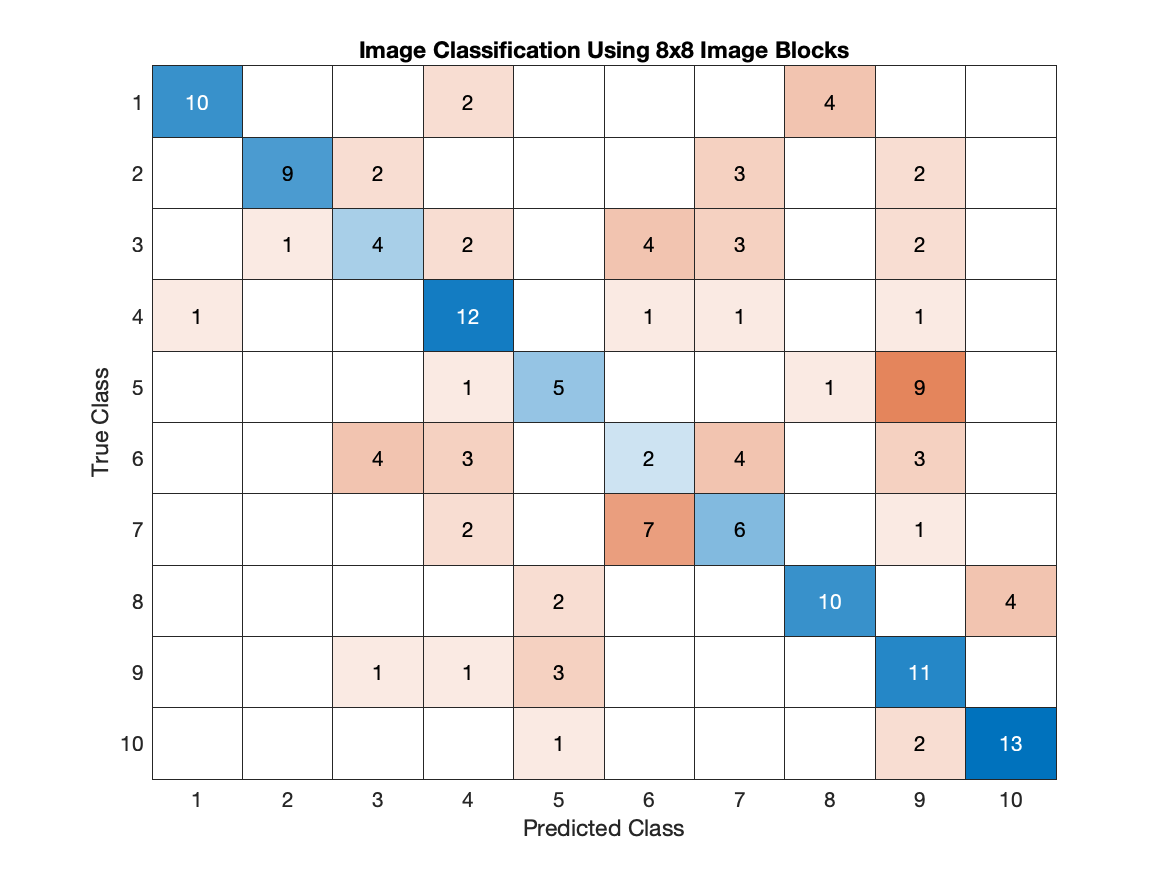 Image Classification Using 8x8 Image Blocks
1 10 2 4
2 9 2 3 2
3 1 4 2 4 3 2
4 1 12 1 1 1
5 1 5 1 9
6 4 3 2 4 3
7 2 7 6 1
8 2 10 4
9 1 1 3 11
10 1 2 13
True Class
1 2 3 4 5 6 7 8 9 10
Predicted Class